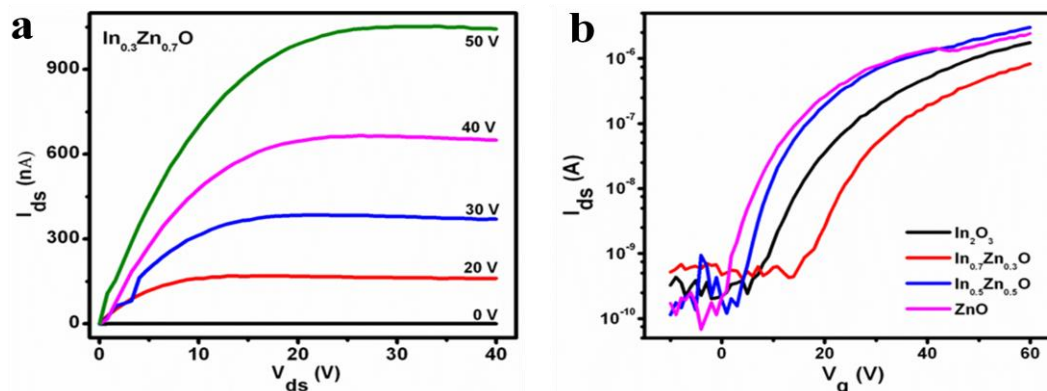 a
In0.3Zn0.7O
50 V
40 V
30 V
20 V
0 V
900
600
300
0
Ids (nA)
0 10 20 30 40
Vds (V)
b
10-6
10-7
10-8
10-9
10-10
Ids (A)
In2O3
In0.7Zn0.3O
In0.5Zn0.5O
ZnO
0 20 40 60
Vg (V)